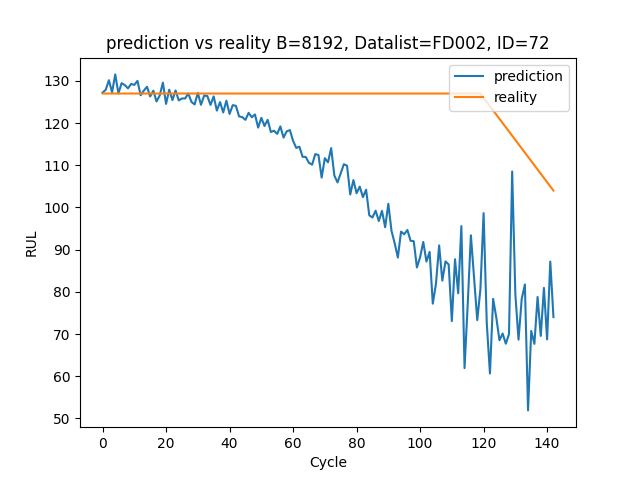 prediction vs reality B=8192, Datalist=FD002, ID=72
prediction
reality
RUL
130
120
110
100
90
80
70
60
50
0 20 40 60 80 100 120 140
Cycle